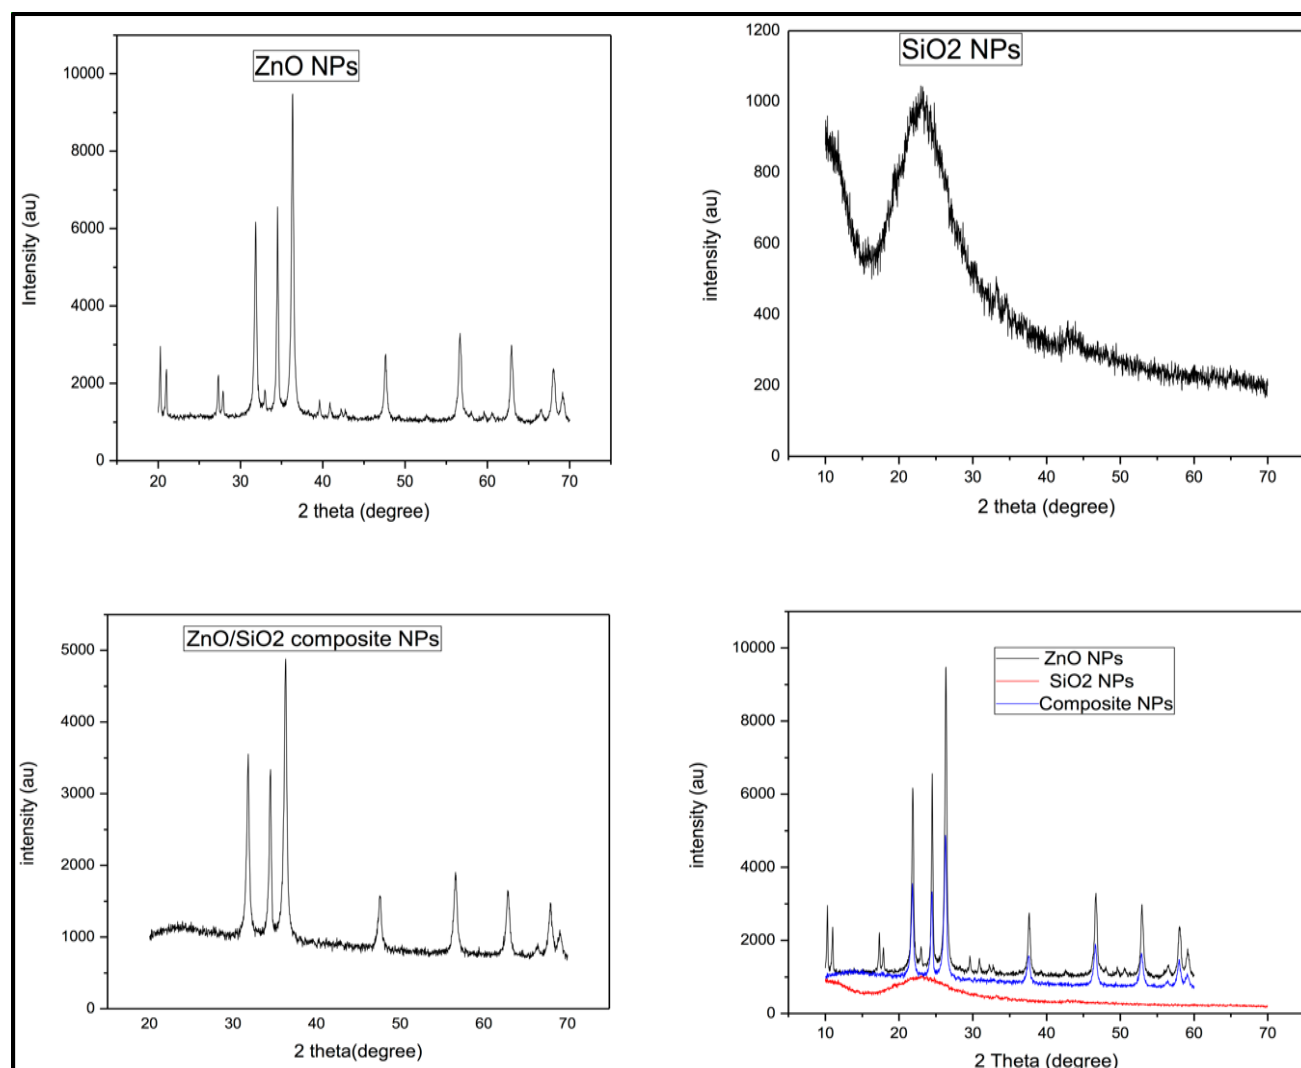 ZnO NPs
Intensity (au)
10000
8000
6000
4000
2000
0
20 30 40 50 60 70
2 theta (degree)
SiO2 NPs
intensity (au)
1200
1000
800
600
400
200
0
10 20 30 40 50 60 70
2 theta (degree)
ZnO/SiO2 composite NPs
intensity (au)
5000
4000
3000
2000
1000
0
20 30 40 50 60 70
2 theta(degree)
ZnO NPs
SiO2 NPs
Composite NPs
intensity (au)
10000
8000
6000
4000
2000
0
10 20 30 40 50 60 70
2 Theta (degree)